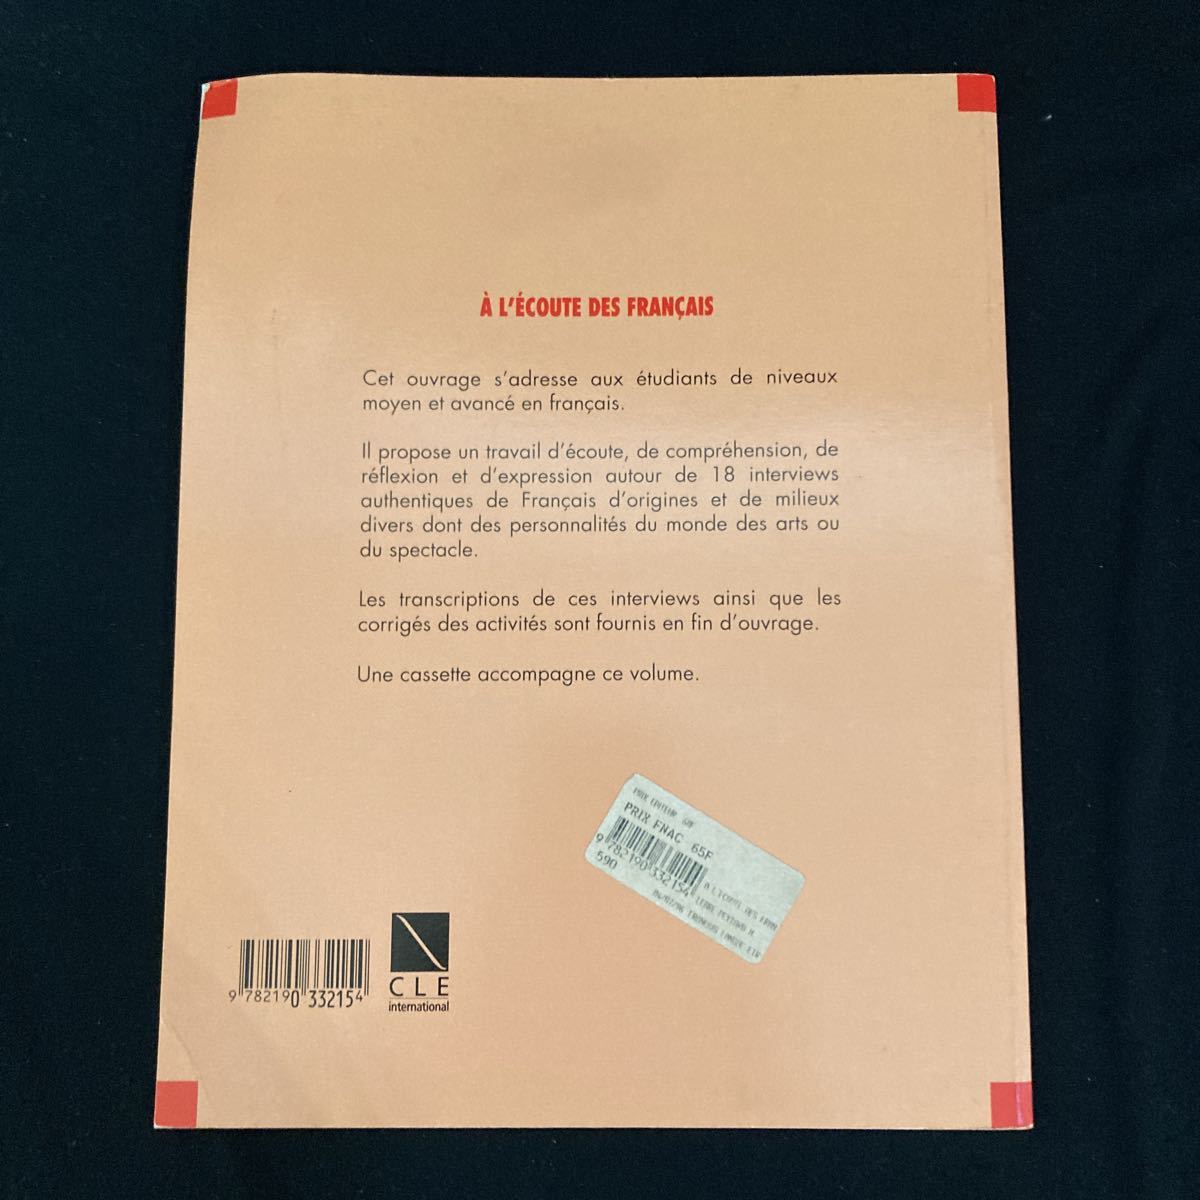 À L'ÉCOUTE DES FRANÇAIS
Cet ouvrage s'adresse aux étudiants de niveaux
moyen et avancé en français.
Il propose un travail d'écoute, de compréhension, de
réflexion et d'expression autour de 18 interviews
authentiques de Français d'origines et de milieux
divers dont des personnalités du monde des arts ou
du spectacle.
Les transcriptions de ces interviews ainsi que les
corrigés des activités sont fournis en fin d'ouvrage.
Une cassette accompagne ce volume.
PRIX EDITEUR
PRIX FNAC 65F
9 782190 332154
590
9 782190 332154
CLE
international